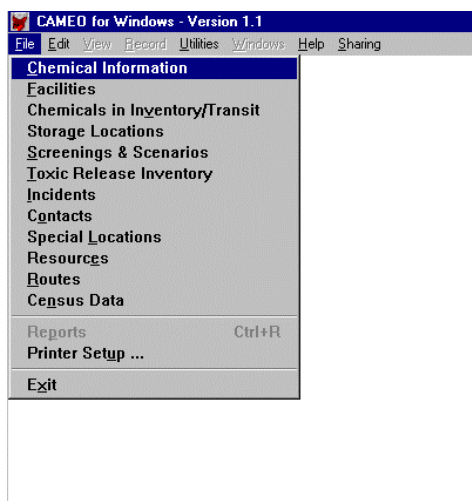 CAMEO for Windows - Version 1.1
File Edit View Record Utilities Windows Help Sharing
Chemical Information
Facilities
Chemicals in Inventory/Transit
Storage Locations
Screenings & Scenarios
Toxic Release Inventory
Incidents
Contacts
Special Locations
Resources
Routes
Census Data
Reports Ctrl+R
Printer Setup ...
Exit